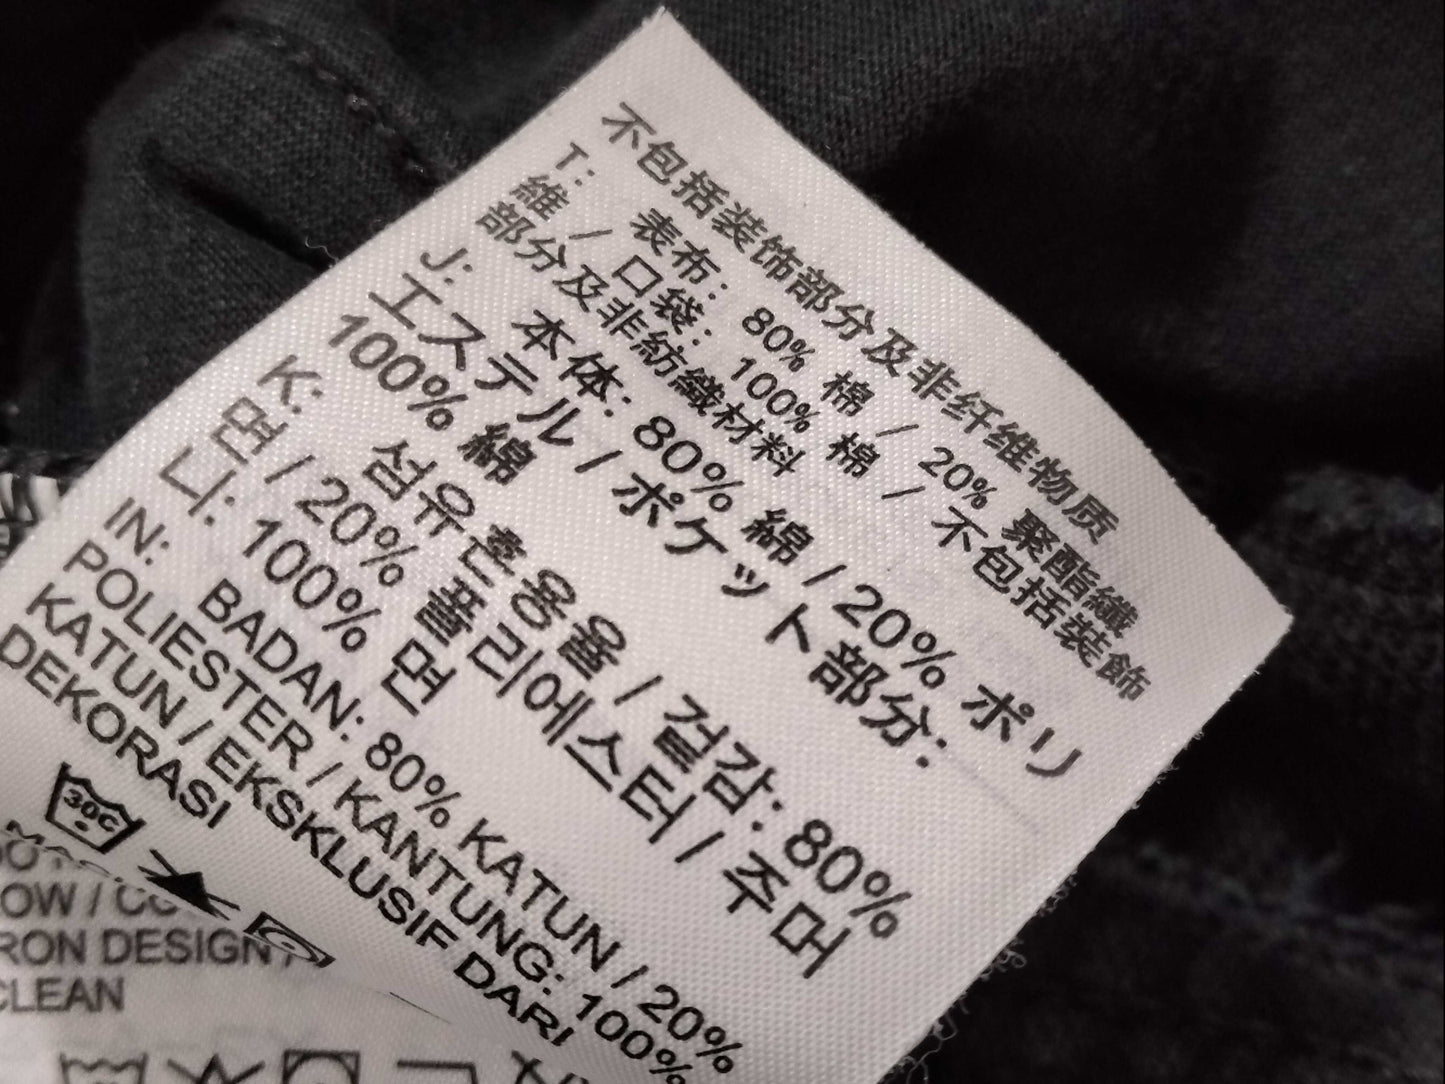 不包括装饰部分及非纤维物质
T: 表布: 80% 棉 / 20% 聚酯纖
維 / 口袋: 100% 棉 / 不包括裝飾
部分及非紡織材料
J: 本体: 80% 綿 / 20% ポリ
エステル / ポケット部分:
100% 綿
K: 섬유혼용율 / 겉감: 80%
면 / 20% 폴리에스터 / 주머
니: 100% 면
IN: BADAN: 80% KATUN / 20%
POLIESTER / KANTUNG: 100%
KATUN / EKSKLUSIF DARI
DEKORASI
30C
LOW /
IRON DESIGN /
CLEAN